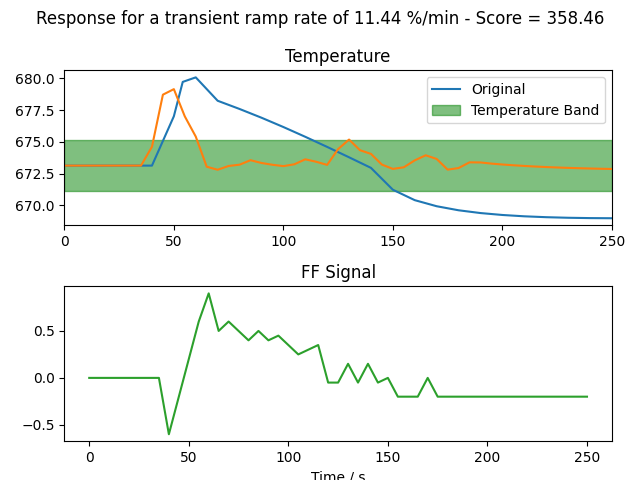 Response for a transient ramp rate of 11.44 %/min - Score = 358.46
Temperature
680.0
677.5
675.0
672.5
670.0
Original
Temperature Band
0 50 100 150 200 250
FF Signal
0.5
0.0
−0.5
0 50 100 150 200 250
Time / s